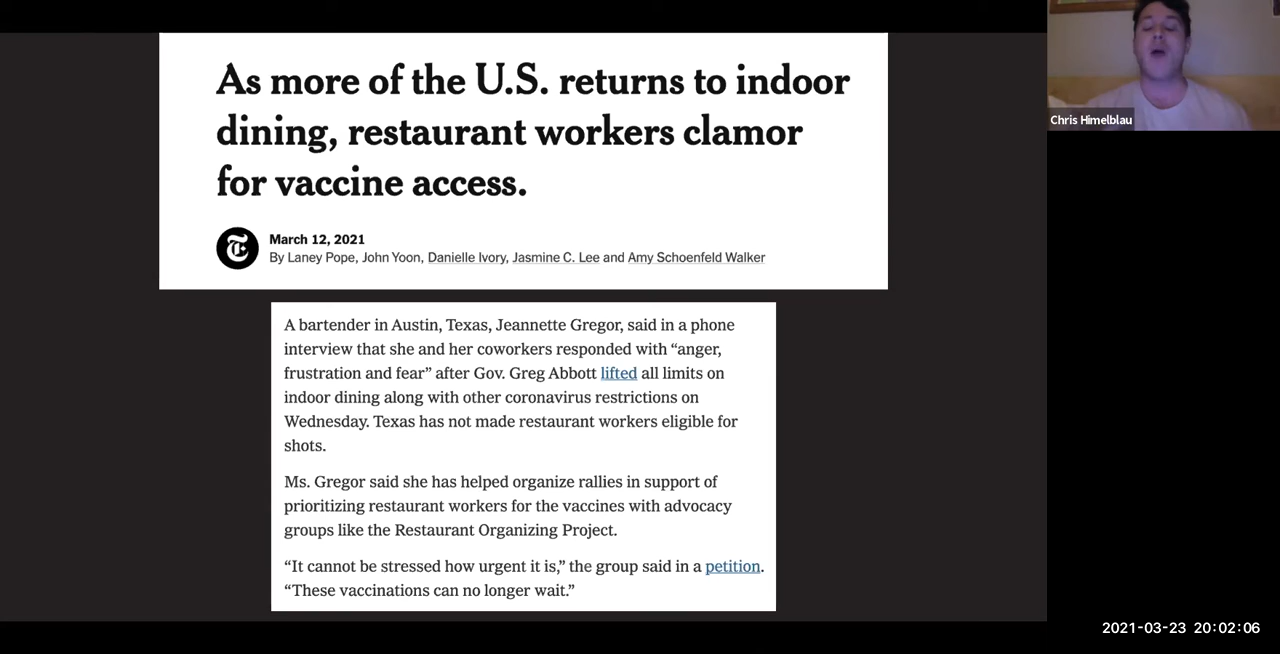 As more of the U.S. returns to indoor
dining, restaurant workers clamor
for vaccine access.
March 12, 2021
By Laney Pope, John Yoon, Danielle Ivory, Jasmine C. Lee and Amy Schoenfeld Walker
A bartender in Austin, Texas, Jeannette Gregor, said in a phone
interview that she and her coworkers responded with “anger,
frustration and fear” after Gov. Greg Abbott lifted all limits on
indoor dining along with other coronavirus restrictions on
Wednesday. Texas has not made restaurant workers eligible for
shots.
Ms. Gregor said she has helped organize rallies in support of
prioritizing restaurant workers for the vaccines with advocacy
groups like the Restaurant Organizing Project.
“It cannot be stressed how urgent it is,” the group said in a petition.
“These vaccinations can no longer wait.”
Chris Himelblau
2021-03-23 20:02:06